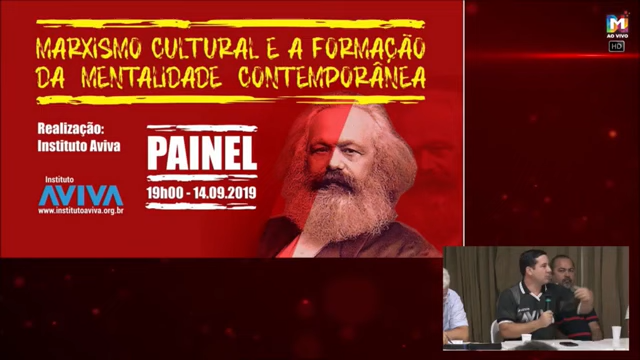 MARXISMO CULTURAL E A FORMAÇÃO
DA MENTALIDADE CONTEMPORÂNEA
Realização:
Instituto Aviva
PAINEL
19h00 - 14.09.2019
Instituto
AVIVA
www.institutoaviva.org.br
M
AO VIVO
HD
AVIVA